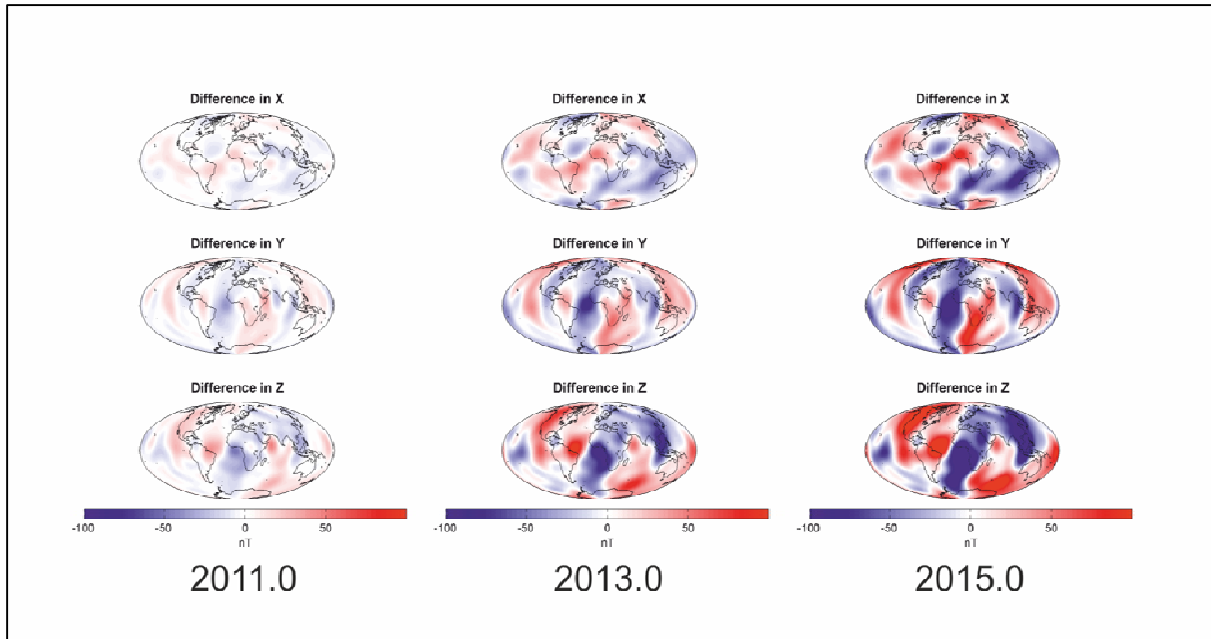 Difference in X
Difference in X
Difference in X
Difference in Y
Difference in Y
Difference in Y
Difference in Z
Difference in Z
Difference in Z
-100 -50 0 50
-100 -50 0 50
-100 -50 0 50
nT
nT
nT
2011.0
2013.0
2015.0